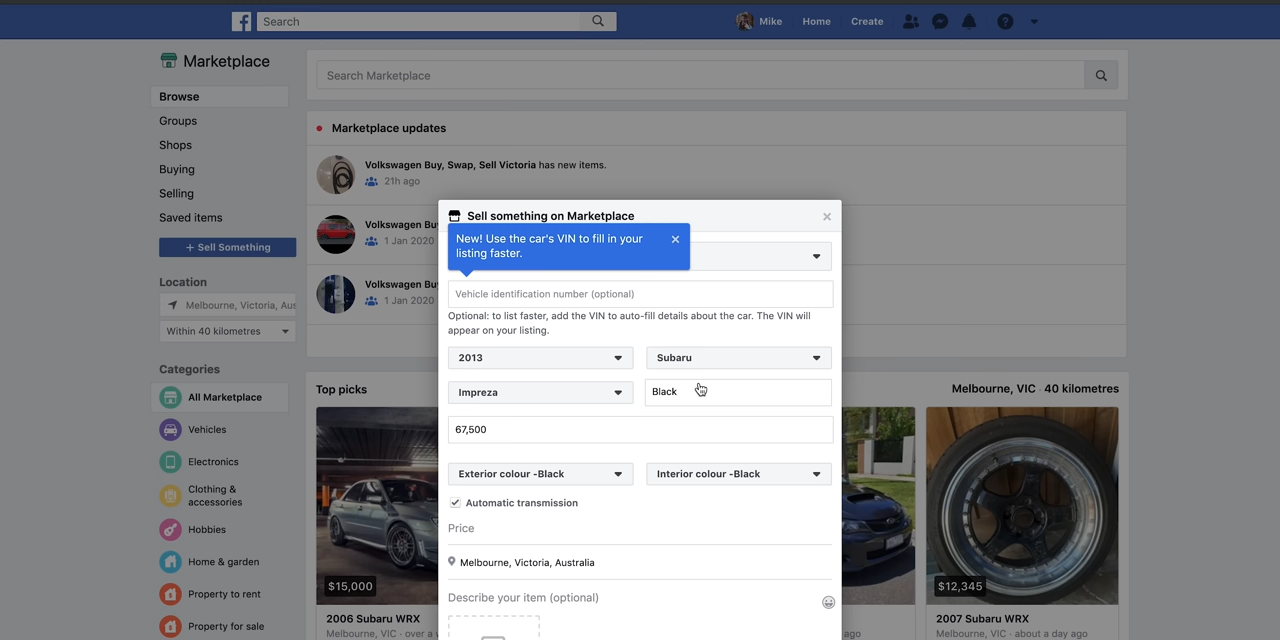 Search
Mike
Home
Create
Marketplace
Browse
Groups
Shops
Buying
Selling
Saved items
+ Sell Something
Location
Melbourne, Victoria, Aus
Within 40 kilometres
Categories
All Marketplace
Vehicles
Electronics
Clothing &
accessories
Hobbies
Home & garden
Property to rent
Property for sale
Search Marketplace
Marketplace updates
Volkswagen Buy, Swap, Sell Victoria has new items.
21h ago
Volkswagen Bu
1 Jan 2020
Volkswagen Bu
1 Jan 2020
Top picks
Melbourne, VIC · 40 kilometres
$15,000
2006 Subaru WRX
Melbourne, VIC · over a w
ago
$12,345
2007 Subaru WRX
Melbourne, VIC · about a day ago
Sell something on Marketplace
New! Use the car's VIN to fill in your
listing faster.
Vehicle identification number (optional)
Optional: to list faster, add the VIN to auto-fill details about the car. The VIN will
appear on your listing.
2013
Subaru
Impreza
Black
67,500
Exterior colour -Black
Interior colour -Black
Automatic transmission
Price
Melbourne, Victoria, Australia
Describe your item (optional)